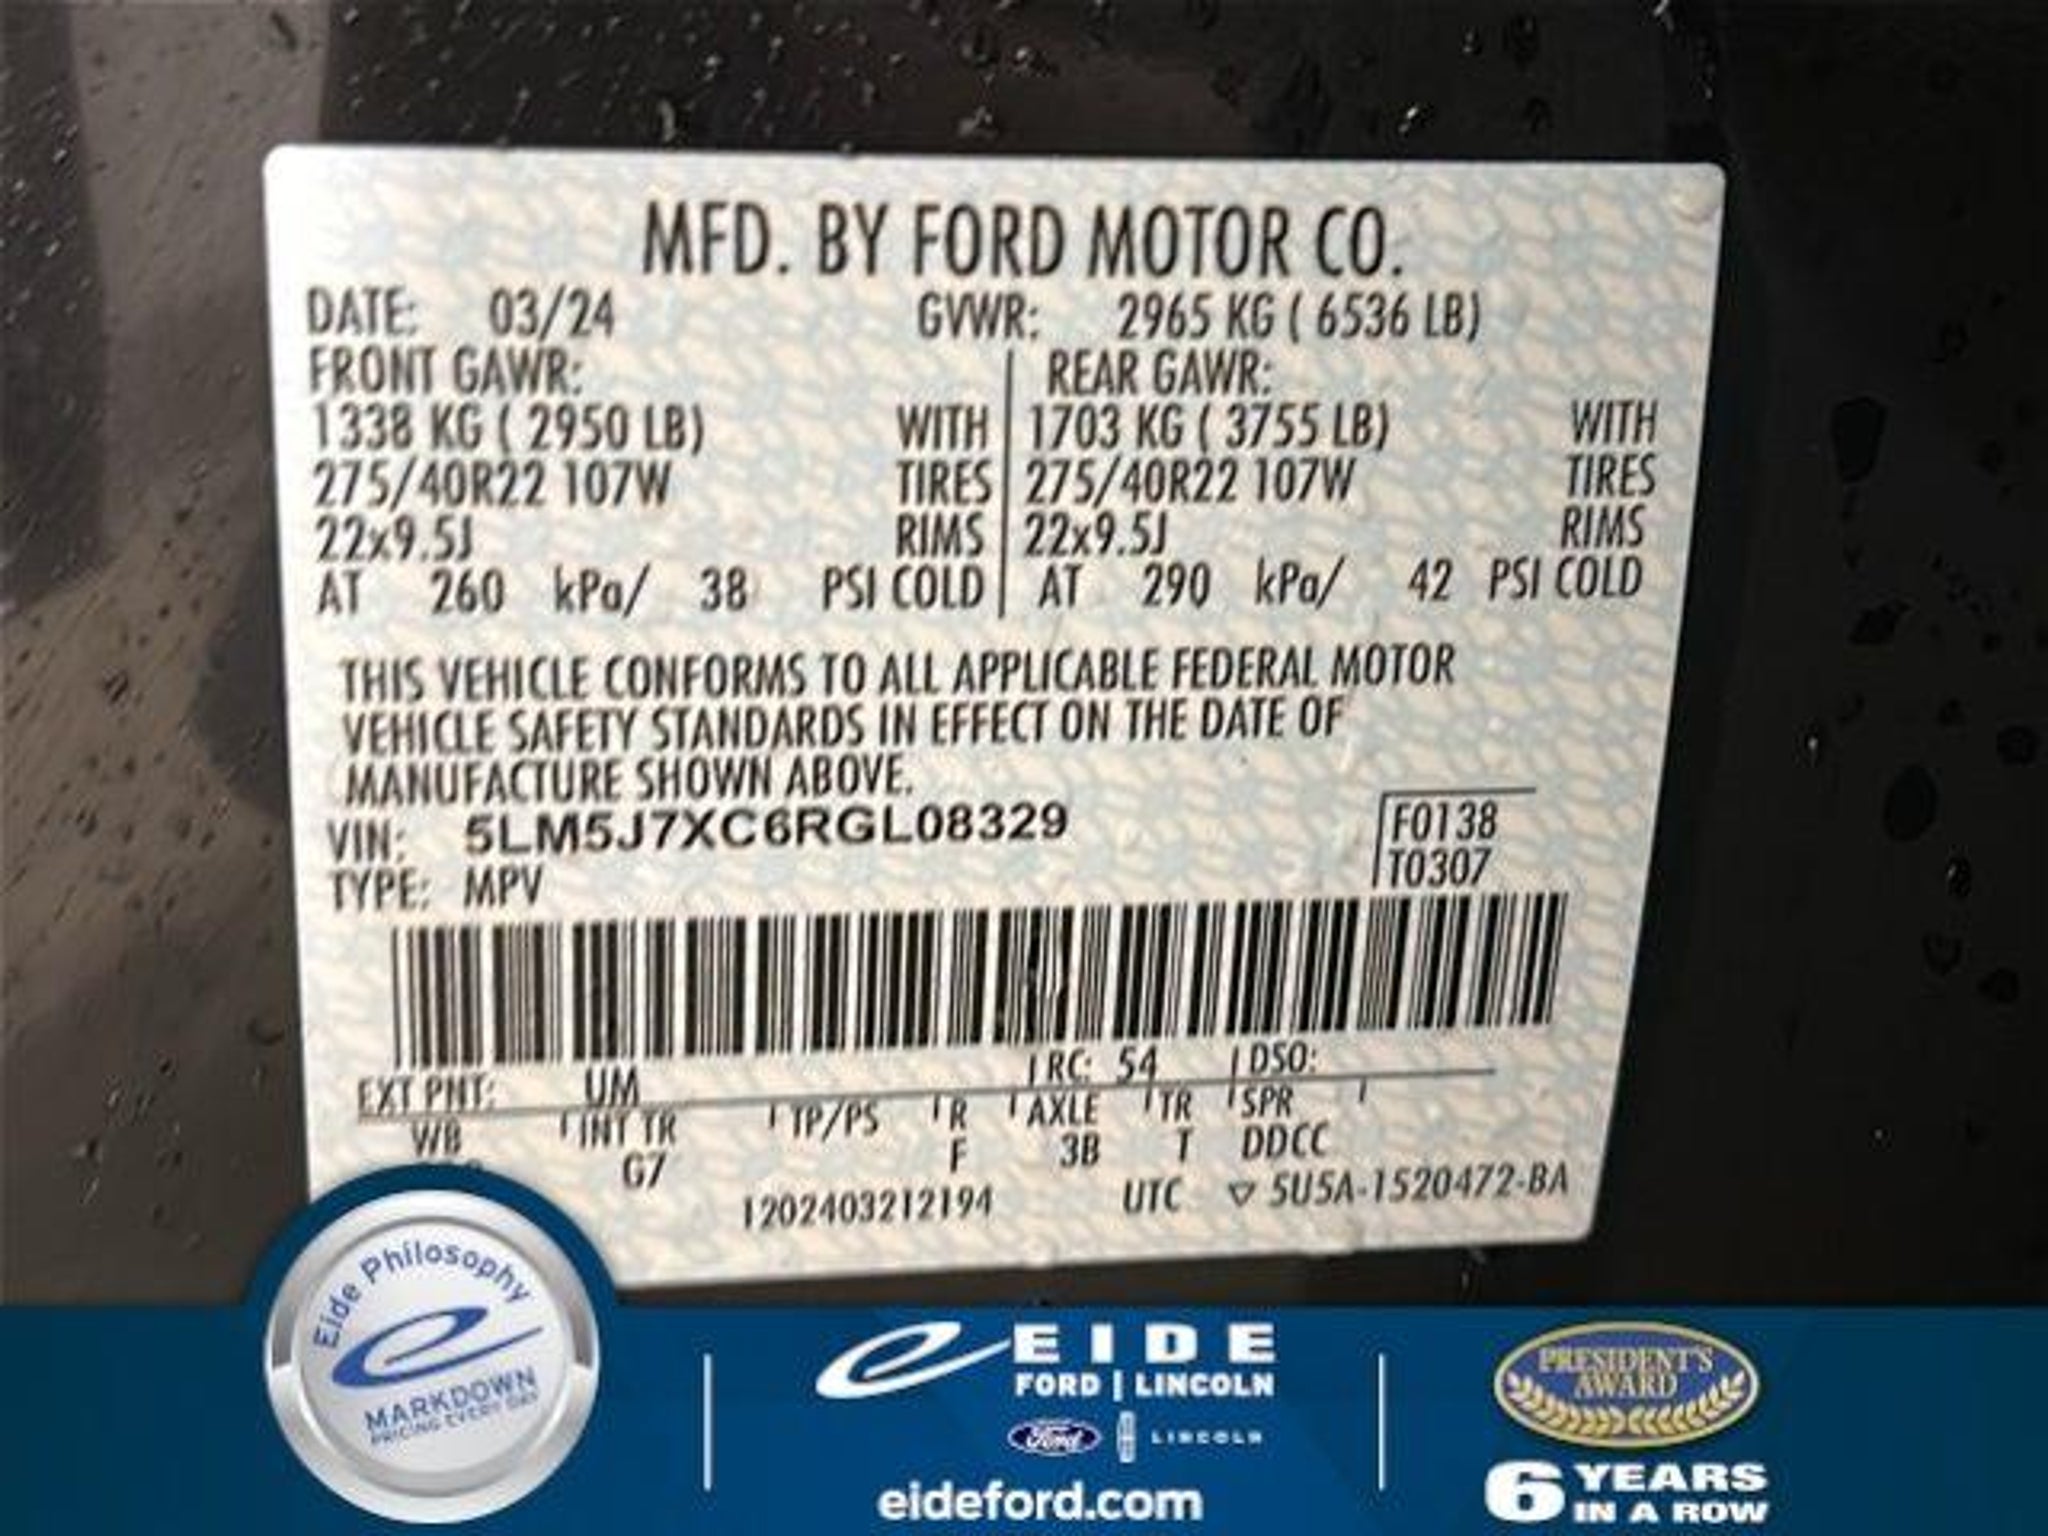 MFD. BY FORD MOTOR CO.
DATE: 03/24 GVWR: 2965 KG ( 6536 LB)
FRONT GAWR: REAR GAWR:
1338 KG ( 2950 LB) WITH 1703 KG ( 3755 LB) WITH
275/40R22 107W TIRES 275/40R22 107W TIRES
22x9.5J RIMS 22x9.5J RIMS
AT 260 kPa/ 38 PSI COLD AT 290 kPa/ 42 PSI COLD
THIS VEHICLE CONFORMS TO ALL APPLICABLE FEDERAL MOTOR
VEHICLE SAFETY STANDARDS IN EFFECT ON THE DATE OF
MANUFACTURE SHOWN ABOVE.
VIN: 5LM5J7XC6RGL08329 F0138
TYPE: MPV T0307
EXT PNT: UM RC: 54 DSO:
WB INT TR TP/PS R AXLE TR SPR
G7 F 3B T DDCC
1202403212194 UTC ▽ 5U5A-1520472-BA
Eide Philosophy
MARKDOWN
PRICING EVERY DAY
EIDE
FORD | LINCOLN
Ford LINCOLN
eideford.com
PRESIDENT'S
AWARD
6 YEARS
IN A ROW